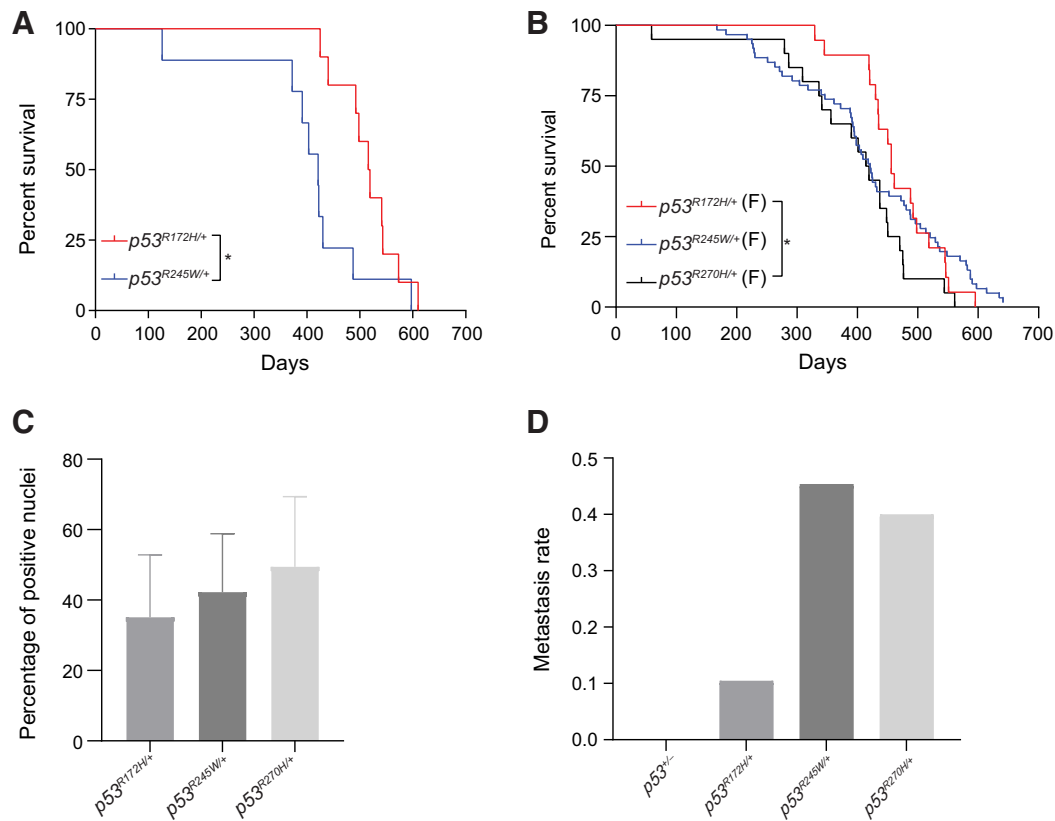 A
100
75
50
25
0
Percent survival
p53R172H/+
p53R245W/+
*
0 100 200 300 400 500 600 700
Days
B
100
75
50
25
0
Percent survival
p53R172H/+ (F)
p53R245W/+ (F)
p53R270H/+ (F)
*
0 100 200 300 400 500 600 700
Days
C
80
60
40
20
0
Percentage of positive nuclei
p53R172H/+
p53R245W/+
p53R270H/+
D
0.5
0.4
0.3
0.2
0.1
0.0
Metastasis rate
p53+/−
p53R172H/+
p53R245W/+
p53R270H/+